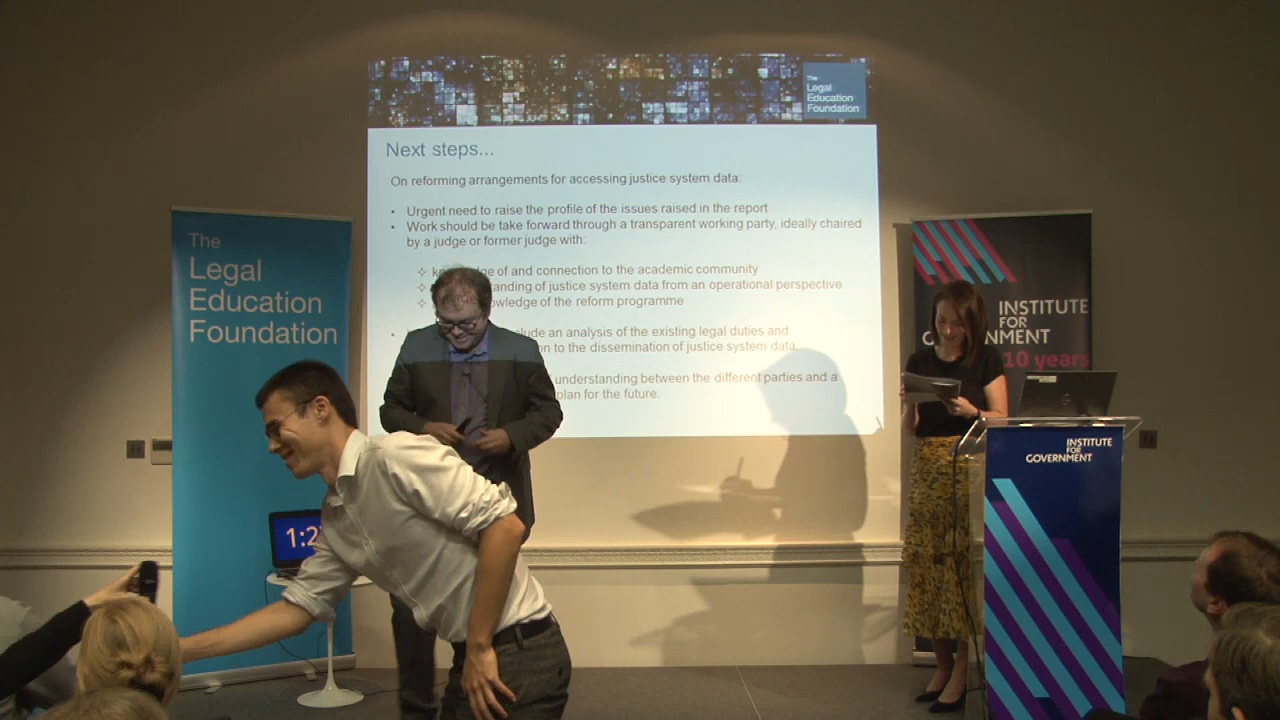 The
Legal
Education
Foundation
Next steps...
On reforming arrangements for accessing justice system data:
• Urgent need to raise the profile of the issues raised in the report
• Work should be take forward through a transparent working party, ideally chaired
by a judge or former judge with:
of and connection to the academic community
of justice system data from an operational perspective
of the reform programme
an analysis of the existing legal duties and
to the dissemination of justice system data.
understanding between the different parties and a
plan for the future.
The
Legal
Education
Foundation
INSTITUTE
FOR
GOVERNMENT
10 years
INSTITUTE
FOR
GOVERNMENT